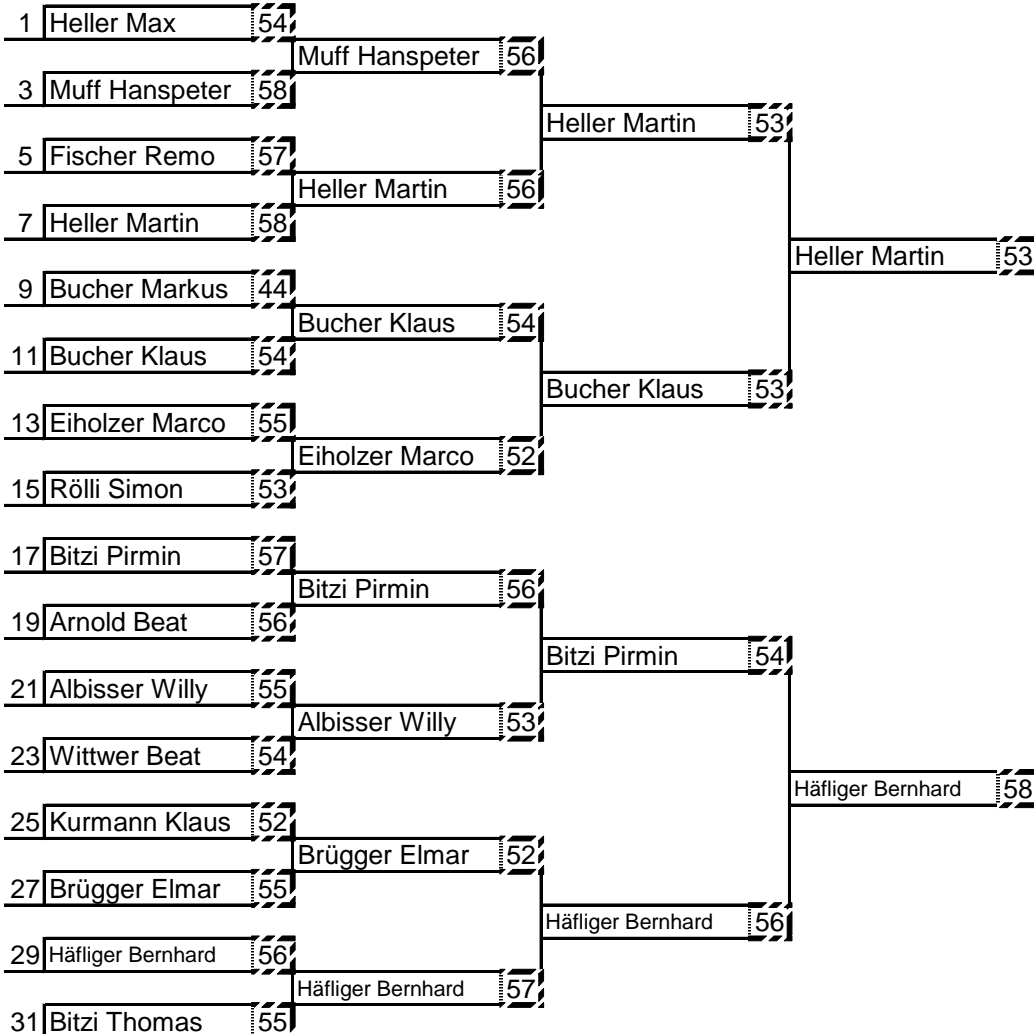 1 Heller Max 54
Muff Hanspeter 56
3 Muff Hanspeter 58
Heller Martin 53
5 Fischer Remo 57
Heller Martin 56
7 Heller Martin 58
Heller Martin 53
9 Bucher Markus 44
Bucher Klaus 54
11 Bucher Klaus 54
Bucher Klaus 53
13 Eiholzer Marco 55
Eiholzer Marco 52
15 Rölli Simon 53
17 Bitzi Pirmin 57
Bitzi Pirmin 56
19 Arnold Beat 56
Bitzi Pirmin 54
21 Albisser Willy 55
Albisser Willy 53
23 Wittwer Beat 54
Häfliger Bernhard 58
25 Kurmann Klaus 52
Brügger Elmar 52
27 Brügger Elmar 55
Häfliger Bernhard 56
29 Häfliger Bernhard 56
Häfliger Bernhard 57
31 Bitzi Thomas 55